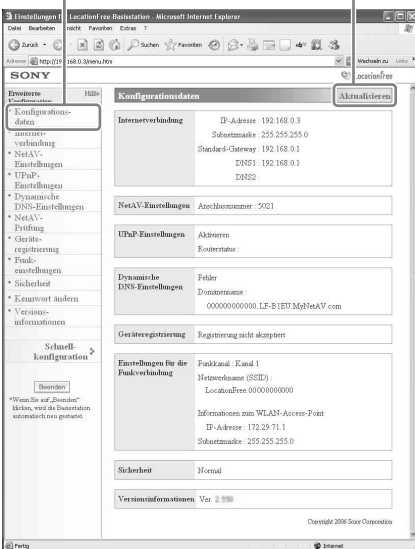 Einstellungen f LocationFree-Basisstation - Microsoft Internet Explorer
Datei Bearbeiten nsicht Favoriten Extras ?
Zurück Suchen Favoriten
Adresse http://19 168.0.3/menu.htm Wechseln zu Links
SONY LocationFree
Erweiterte Hilfe
Konfiguration
Konfigurations-
daten
Internet-
verbindung
NetAV-
Einstellungen
UPnP-
Einstellungen
Dynamische
DNS-Einstellungen
NetAV-
Prüfung
Geräte-
registrierung
Funk-
einstellungen
Sicherheit
Kennwort ändern
Versions-
informationen
Schnell-
konfiguration
Beenden
*Wenn Sie auf „Beenden"
klicken, wird die Basisstation
automatisch neu gestartet.
Konfigurationsdaten Aktualisieren
Internetverbindung IP-Adresse : 192.168.0.3
Subnetzmaske : 255.255.255.0
Standard-Gateway : 192.168.0.1
DNS1 : 192.168.0.1
DNS2 :
NetAV-Einstellungen Anschlussnummer : 5021
UPnP-Einstellungen Aktivieren
Routerstatus :
Dynamische
DNS-Einstellungen Fehler
Domänenname :
000000000000.LF-B1EU.MyNetAV.com
Geräteregistrierung Registrierung nicht akzeptiert
Einstellungen für die
Funkverbindung Funkkanal : Kanal 1
Netzwerkname (SSID) :
LocationFree.00000000000
Informationen zum WLAN-Access-Point
IP-Adresse : 172.29.71.1
Subnetzmaske : 255.255.255.0
Sicherheit Normal
Versionsinformationen Ver.
Copyright 2006 Sony Corporation
Fertig Internet